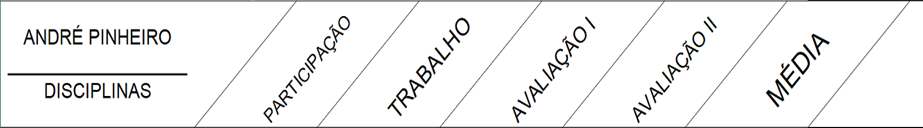 ANDRÉ PINHEIRO
DISCIPLINAS
PARTICIPAÇÃO
TRABALHO
AVALIAÇÃO I
AVALIAÇÃO II
MÉDIA